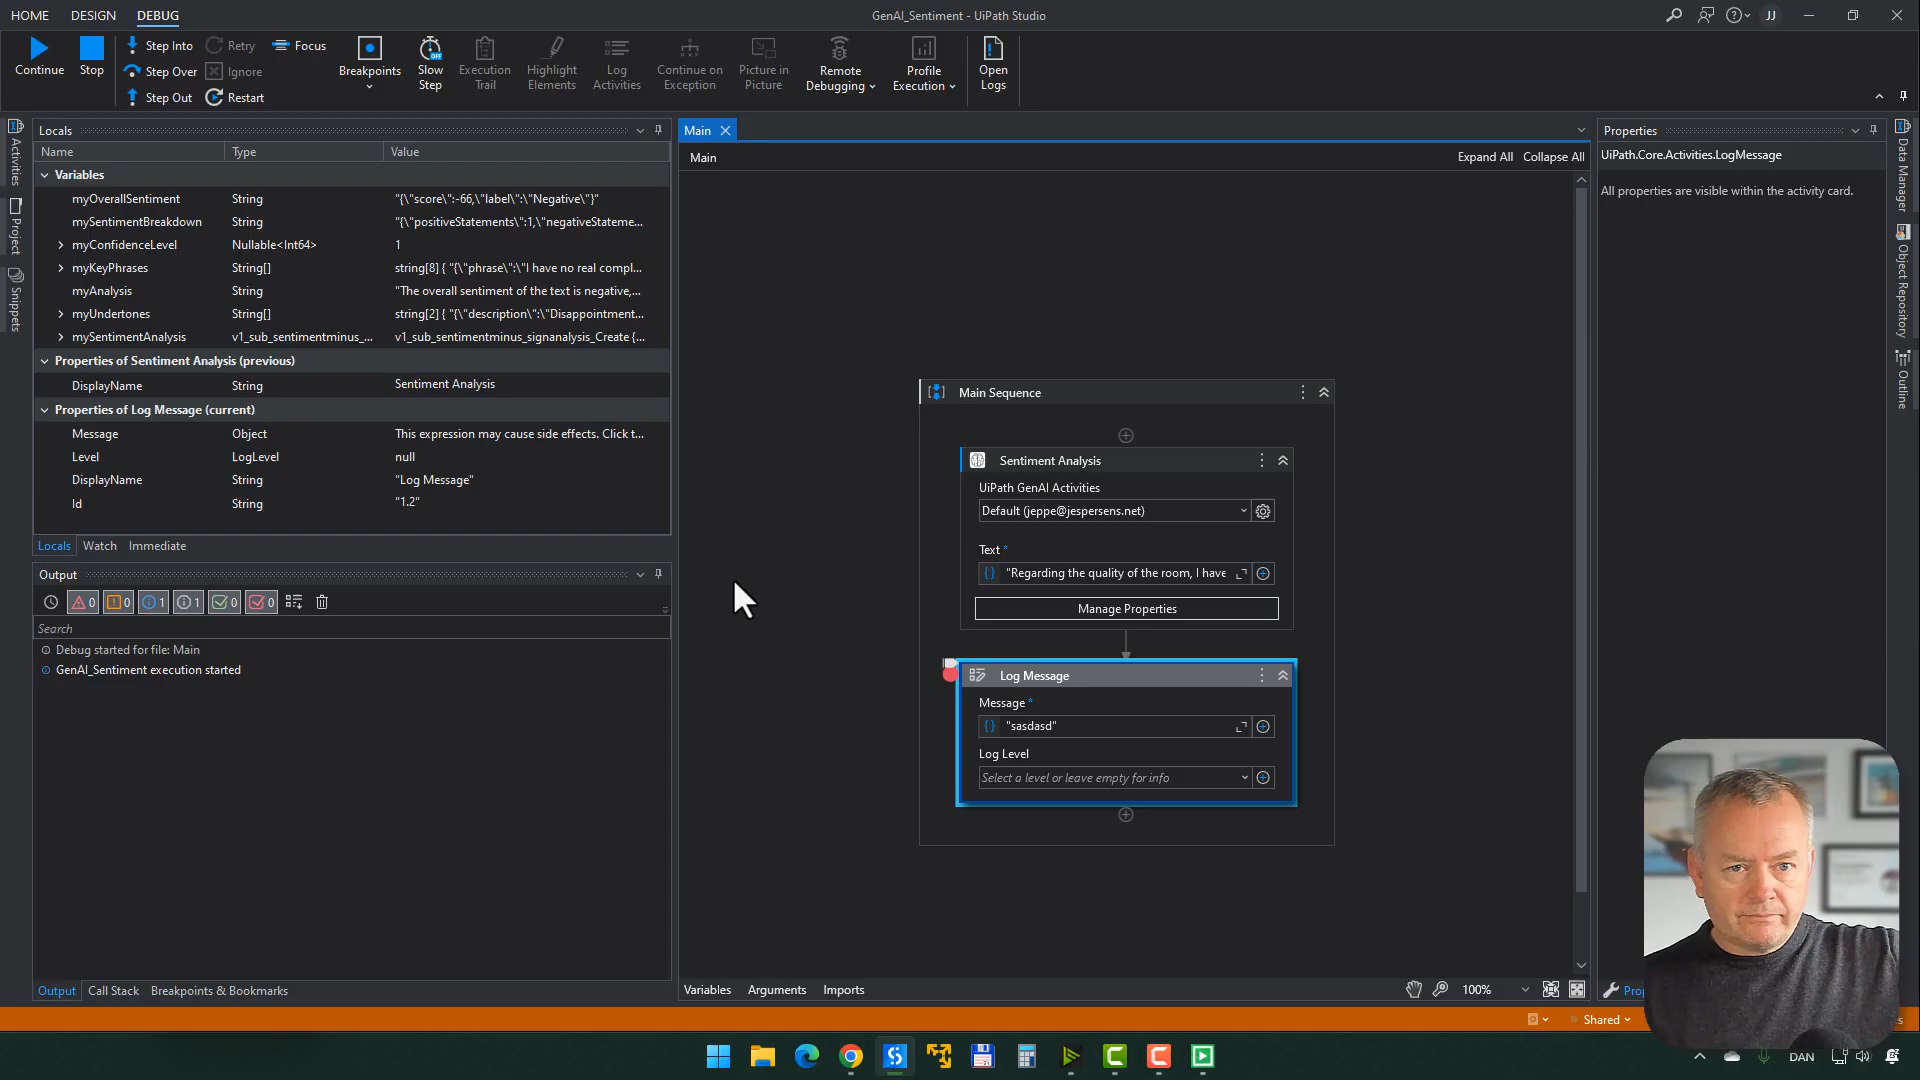 HOME DESIGN DEBUG
GenAI_Sentiment - UiPath Studio
JJ
Continue
Stop
Step Into
Step Over
Step Out
Retry
Ignore
Restart
Focus
Breakpoints
Slow
Step
Execution
Trail
Highlight
Elements
Log
Activities
Continue on
Exception
Picture in
Picture
Remote
Debugging
Profile
Execution
Open
Logs
Activities
Project
Snippets
Locals
Name Type Value
Variables
myOverallSentiment String "{\"score\":-66,\"label\":\"Negative\"}"
mySentimentBreakdown String "{\"positiveStatements\":1,\"negativeStateme...
myConfidenceLevel Nullable<Int64> 1
myKeyPhrases String[] string[8] { "{\"phrase\":\"I have no real compl...
myAnalysis String "The overall sentiment of the text is negative,...
myUndertones String[] string[2] { "{\"description\":\"Disappointment...
mySentimentAnalysis v1_sub_sentimentminus_... v1_sub_sentimentminus_signanalysis_Create {...
Properties of Sentiment Analysis (previous)
DisplayName String Sentiment Analysis
Properties of Log Message (current)
Message Object This expression may cause side effects. Click t...
Level LogLevel null
DisplayName String "Log Message"
Id String "1.2"
Locals Watch Immediate
Output
0 0 1 1 0 0
Search
Debug started for file: Main
GenAI_Sentiment execution started
Output Call Stack Breakpoints & Bookmarks
Main
Main Expand All Collapse All
Main Sequence
Sentiment Analysis
UiPath GenAI Activities
Default (jeppe@jespersens.net)
Text *
"Regarding the quality of the room, I have
Manage Properties
Log Message
Message *
"sasdasd"
Log Level
Select a level or leave empty for info
Variables Arguments Imports
100%
Properties
UiPath.Core.Activities.LogMessage
All properties are visible within the activity card.
Data Manager
Object Repository
Outline
Shared
DAN